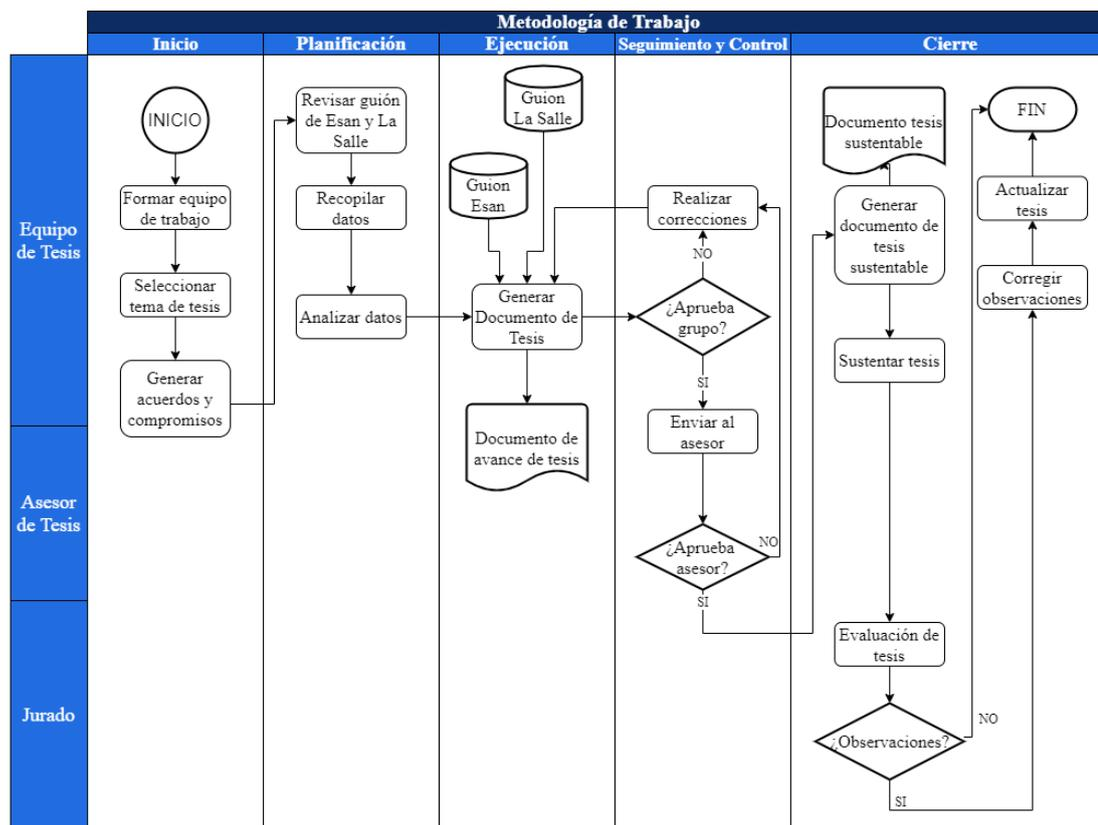 Metodología de Trabajo
Inicio
Planificación
Ejecución
Seguimiento y Control
Cierre
Equipo
de Tesis
Asesor
de Tesis
Jurado
INICIO
Formar equipo
de trabajo
Seleccionar
tema de tesis
Generar
acuerdos y
compromisos
Revisar guión
de Esan y La
Salle
Recopilar
datos
Analizar datos
Guion
La Salle
Guion
Esan
Generar
Documento de
Tesis
Documento de
avance de tesis
Realizar
correcciones
NO
¿Aprueba
grupo?
SI
Enviar al
asesor
¿Aprueba
asesor?
NO
SI
Documento tesis
sustentable
Generar
documento de
tesis
sustentable
Sustentar tesis
Evaluación de
tesis
¿Observaciones?
NO
SI
FIN
Actualizar
tesis
Corregir
observaciones